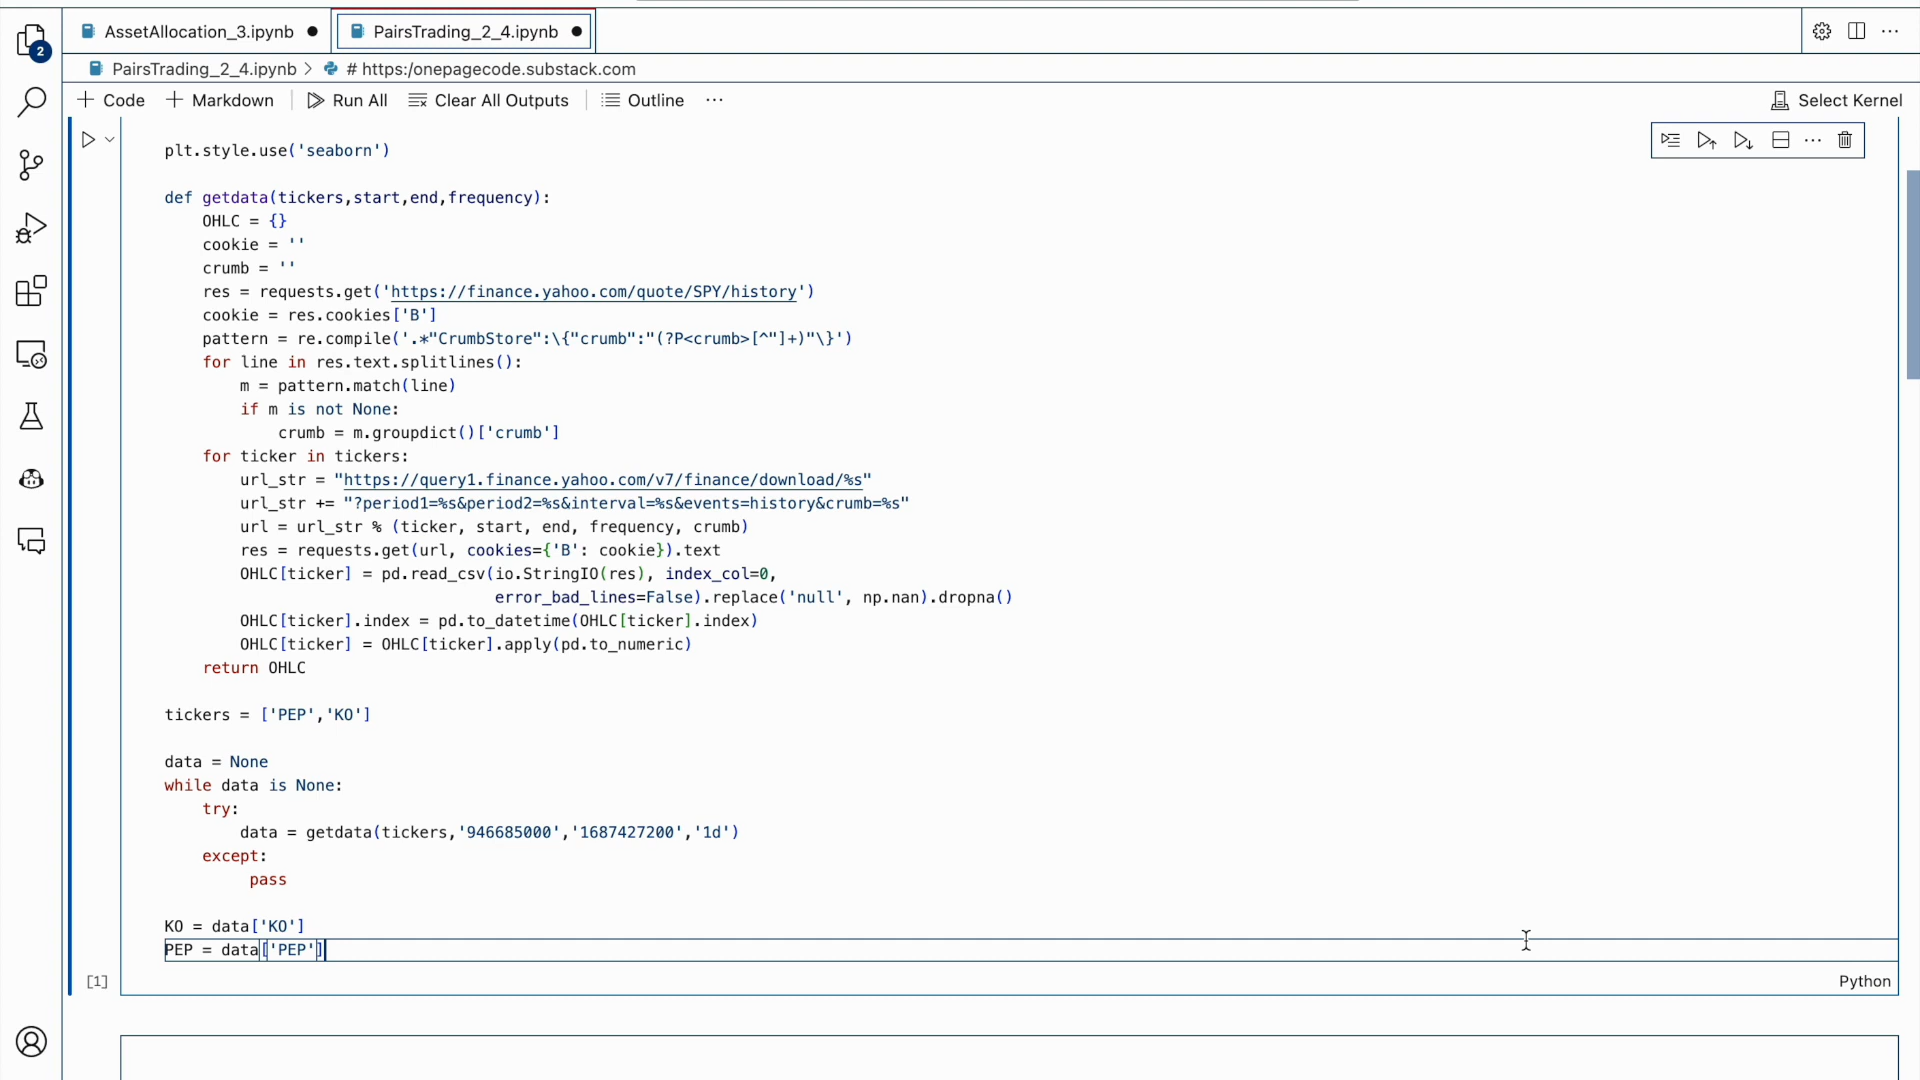 AssetAllocation_3.ipynb
PairsTrading_2_4.ipynb
2
PairsTrading_2_4.ipynb > # https:/onepagecode.substack.com
+ Code + Markdown Run All Clear All Outputs Outline ... Select Kernel
plt.style.use('seaborn')
def getdata(tickers,start,end,frequency):
    OHLC = {}
    cookie = ''
    crumb = ''
    res = requests.get('https://finance.yahoo.com/quote/SPY/history')
    cookie = res.cookies['B']
    pattern = re.compile('.*"CrumbStore":\{"crumb":"(?P<crumb>[^"]+)"\}')
    for line in res.text.splitlines():
        m = pattern.match(line)
        if m is not None:
            crumb = m.groupdict()['crumb']
    for ticker in tickers:
        url_str = "https://query1.finance.yahoo.com/v7/finance/download/%s"
        url_str += "?period1=%s&period2=%s&interval=%s&events=history&crumb=%s"
        url = url_str % (ticker, start, end, frequency, crumb)
        res = requests.get(url, cookies={'B': cookie}).text
        OHLC[ticker] = pd.read_csv(io.StringIO(res), index_col=0,
                                   error_bad_lines=False).replace('null', np.nan).dropna()
        OHLC[ticker].index = pd.to_datetime(OHLC[ticker].index)
        OHLC[ticker] = OHLC[ticker].apply(pd.to_numeric)
    return OHLC
tickers = ['PEP','KO']
data = None
while data is None:
    try:
        data = getdata(tickers,'946685000','1687427200','1d')
    except:
         pass
KO = data['KO']
PEP = data['PEP']
[1]
Python